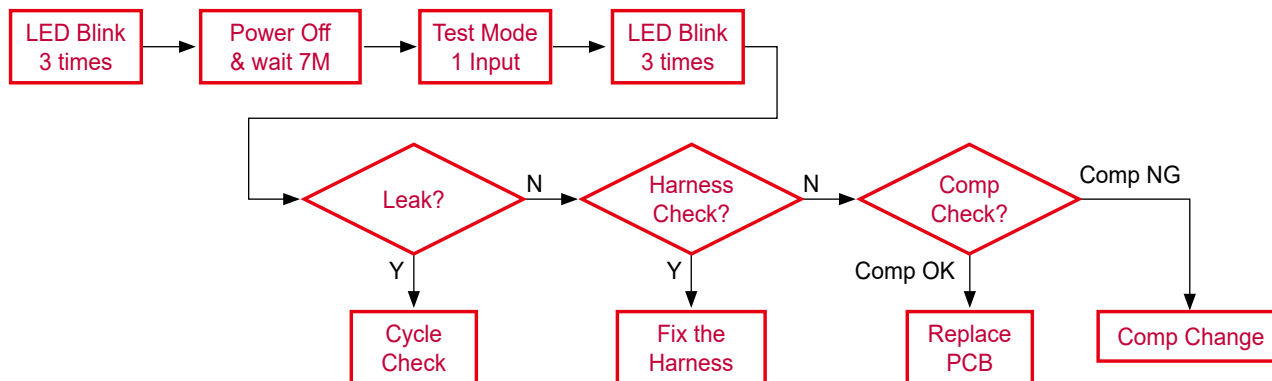 LED Blink
3 times
Power Off
& wait 7M
Test Mode
1 Input
LED Blink
3 times
Leak?
N
Harness
Check?
N
Comp
Check?
Comp NG
Y
Y
Comp OK
Cycle
Check
Fix the
Harness
Replace
PCB
Comp Change